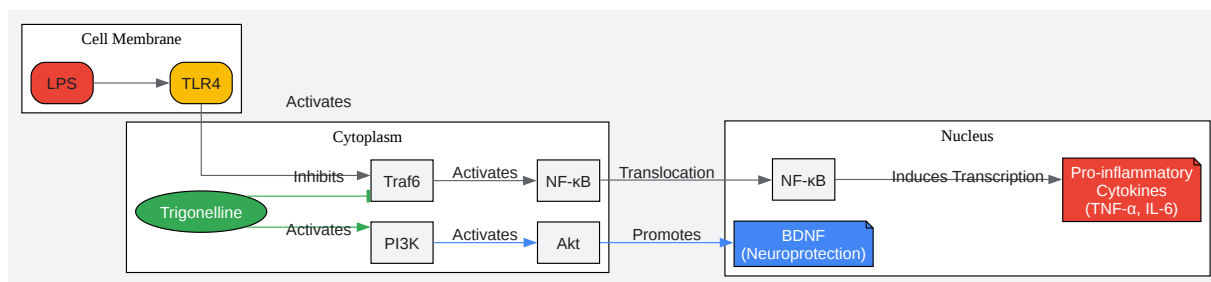 Cell Membrane
LPS
TLR4
Activates
Cytoplasm
Nucleus
Inhibits
Traf6
Activates
NF-κB
Translocation
NF-κB
Induces Transcription
Pro-inflammatory
Cytokines
(TNF-α, IL-6)
Trigonelline
Activates
PI3K
Activates
Akt
Promotes
BDNF
(Neuroprotection)